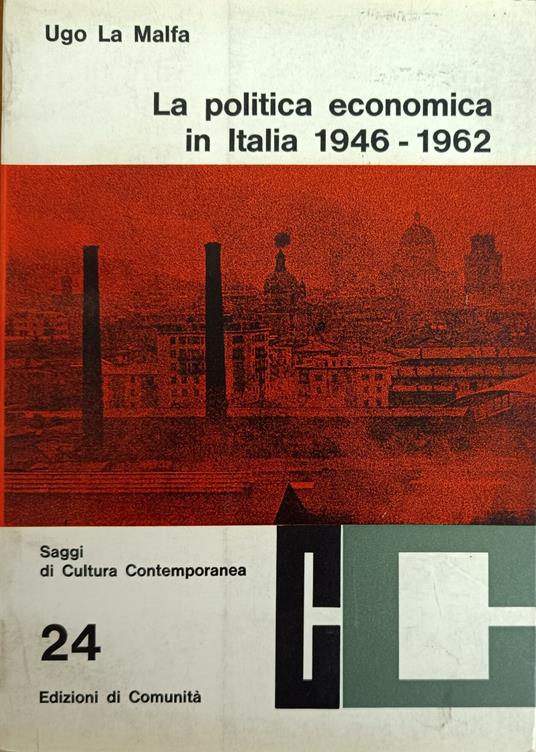 Ugo La Malfa
La politica economica
in Italia 1946 - 1962
Saggi
di Cultura Contemporanea
24
Edizioni di Comunità